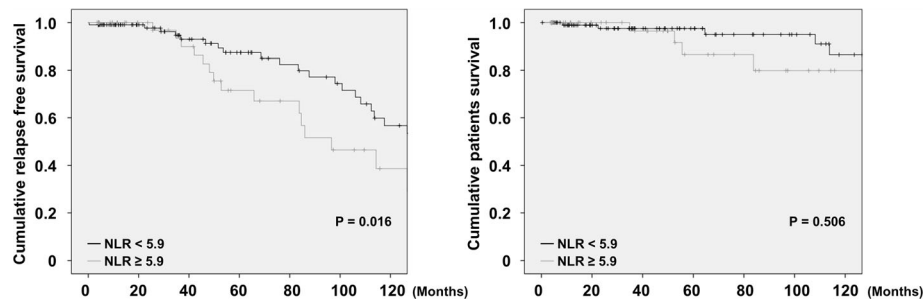 Cumulative relapse free survival
1.0
0.8
0.6
0.4
0.2
0
P = 0.016
NLR < 5.9
NLR ≥ 5.9
0 20 40 60 80 100 120 (Months)
Cumulative patients survival
1.0
0.8
0.6
0.4
0.2
0
P = 0.506
NLR < 5.9
NLR ≥ 5.9
0 20 40 60 80 100 120 (Months)